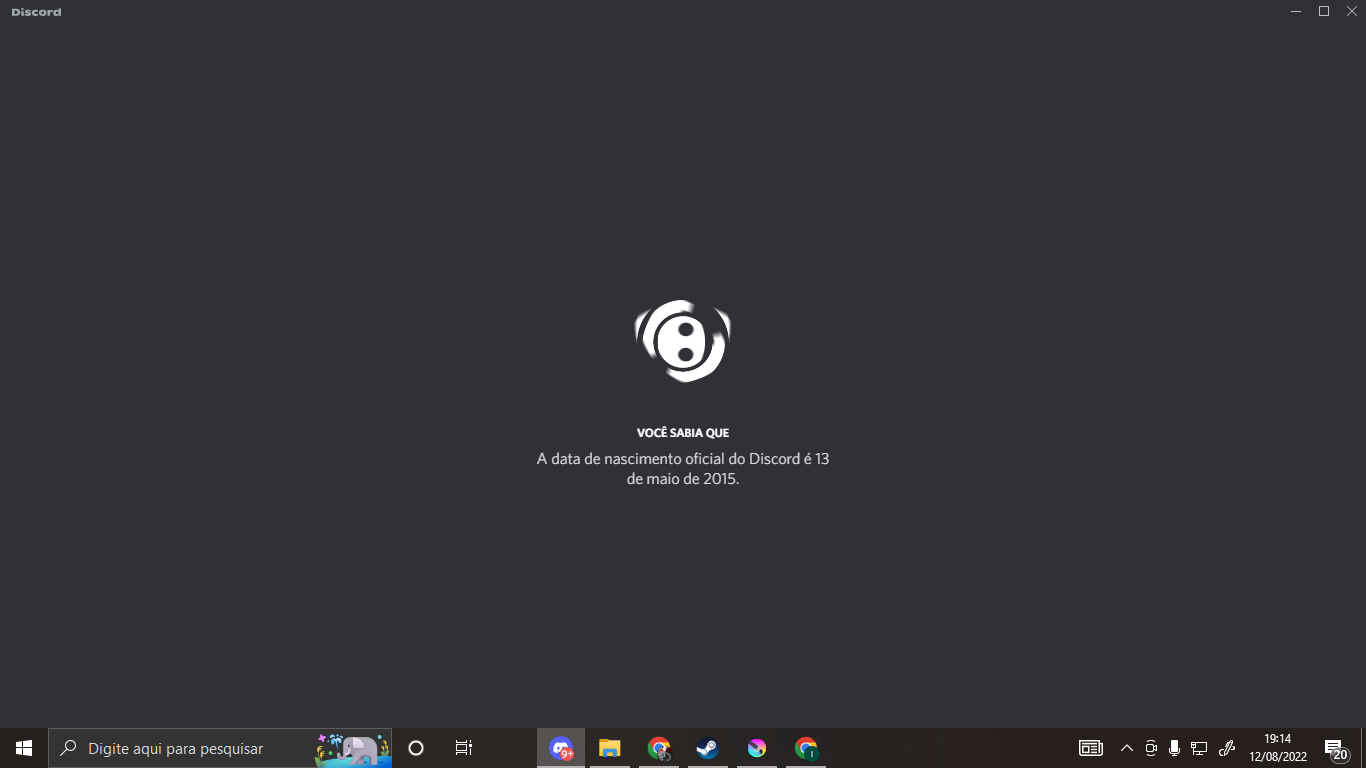 Discord
VOCÊ SABIA QUE
A data de nascimento oficial do Discord é 13
de maio de 2015.
Digite aqui para pesquisar
9+
19:14
12/08/2022
20